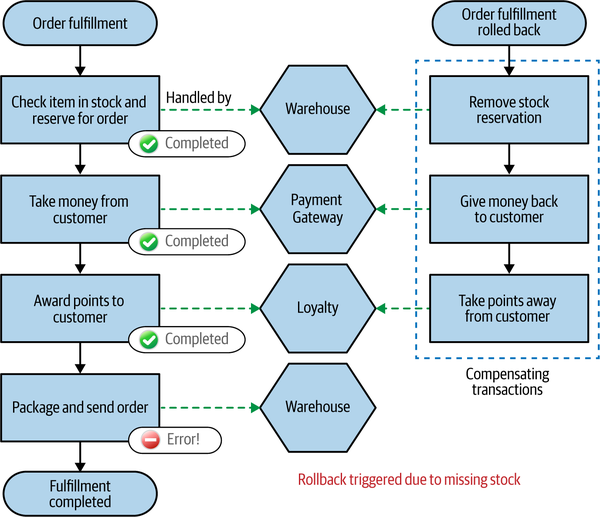 Order fulfillment
Order fulfillment
rolled back
Check item in stock and
reserve for order
Handled by
Warehouse
Remove stock
reservation
Completed
Take money from
customer
Payment
Gateway
Give money back
to customer
Completed
Award points to
customer
Loyalty
Take points away
from customer
Completed
Compensating
transactions
Package and send order
Warehouse
Error!
Fulfillment
completed
Rollback triggered due to missing stock